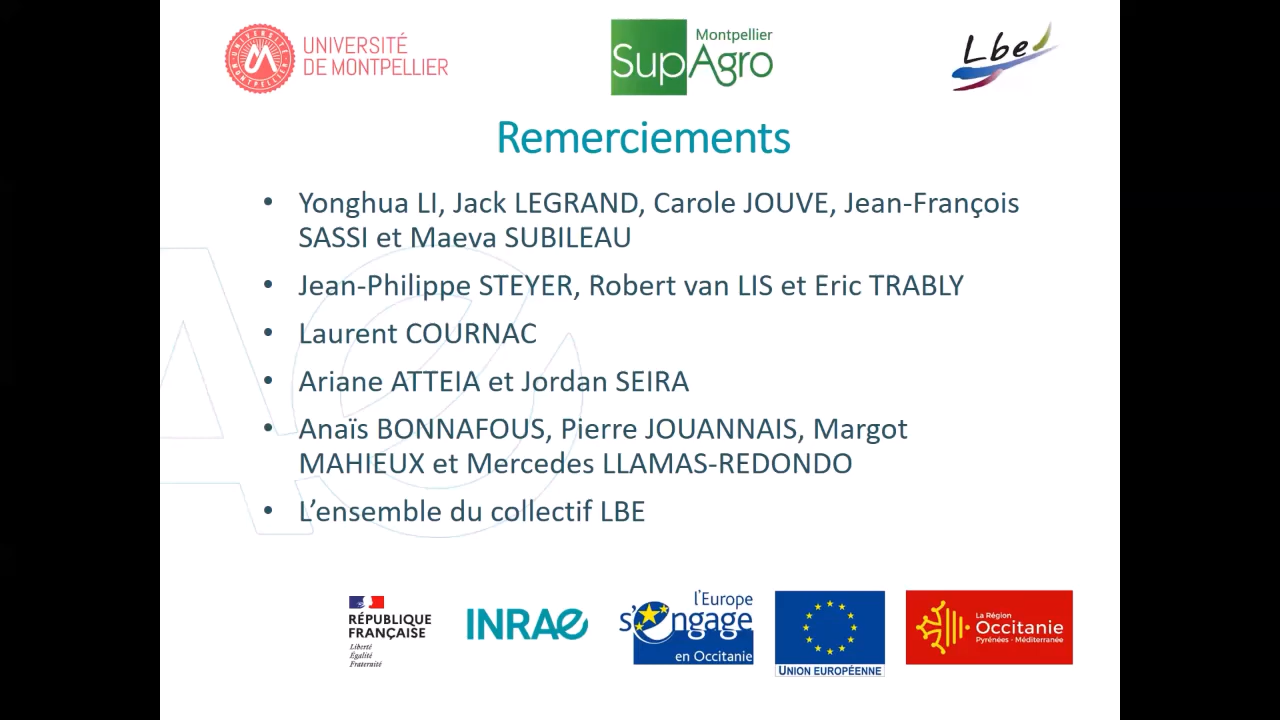 UNIVERSITÉ
DE MONTPELLIER
Montpellier
SupAgro
Lbe
Remerciements
• Yonghua LI, Jack LEGRAND, Carole JOUVE, Jean-François
SASSI et Maeva SUBILEAU
• Jean-Philippe STEYER, Robert van LIS et Eric TRABLY
• Laurent COURNAC
• Ariane ATTEIA et Jordan SEIRA
• Anaïs BONNAFOUS, Pierre JOUANNAIS, Margot
MAHIEUX et Mercedes LLAMAS-REDONDO
• L’ensemble du collectif LBE
RÉPUBLIQUE
FRANÇAISE
Liberté
Égalité
Fraternité
INRAE
l'Europe
s'engage
en Occitanie
UNION EUROPÉENNE
La Région
Occitanie
Pyrénées - Méditerranée